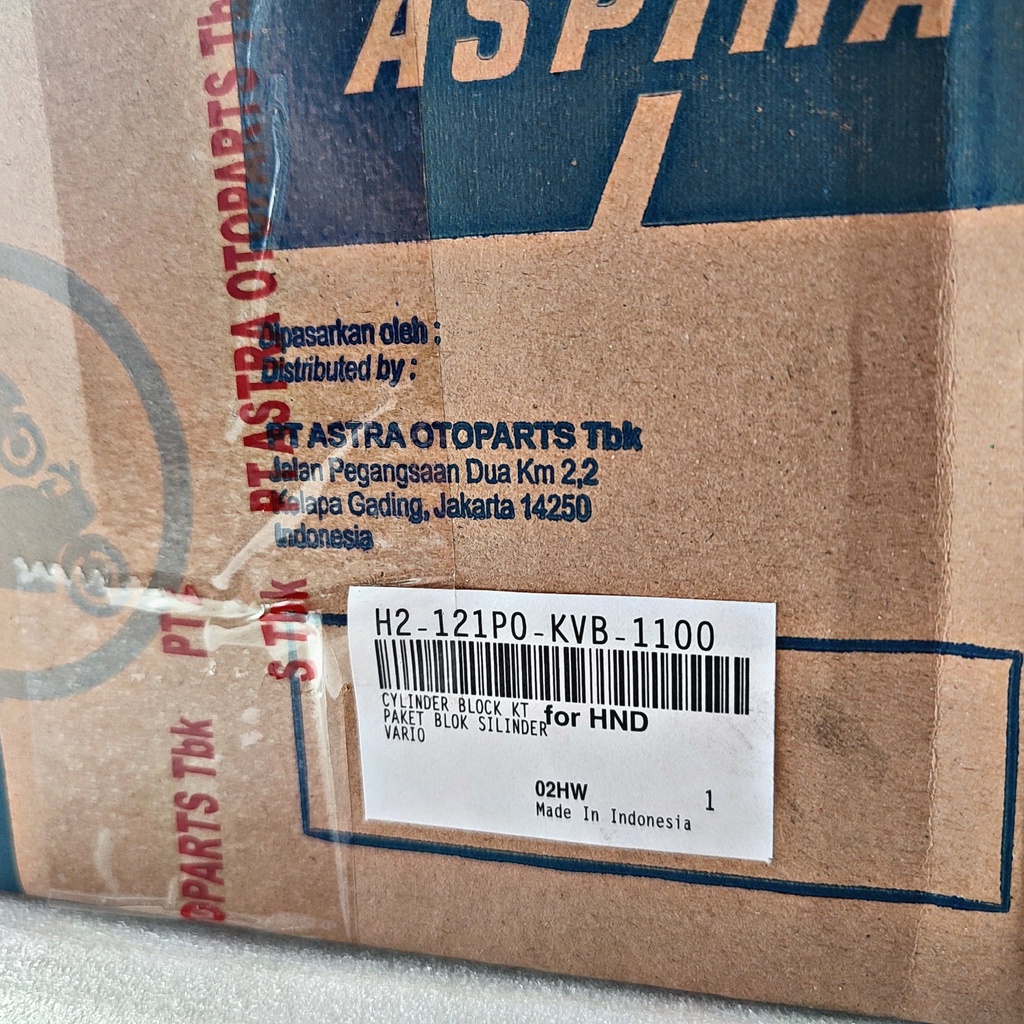 ASPIRA
Dipasarkan oleh :
Distributed by :
PT ASTRA OTOPARTS Tbk
Jalan Pegangsaan Dua Km 2,2
Kelapa Gading, Jakarta 14250
Indonesia
PT ASTRA OTOPARTS Tb
S Tbk
PT
OPARTS Tbk
H2-121P0-KVB-1100
CYLINDER BLOCK KT
PAKET BLOK SILINDER for HND
VARIO
02HW 1
Made In Indonesia